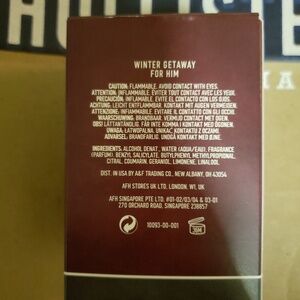 WINTER GETAWAY
FOR HIM
CAUTION. FLAMMABLE. AVOID CONTACT WITH EYES.
ATTENTION. INFLAMMABLE. ÉVITER TOUT CONTACT AVEC LES YEUX.
PRECAUCIÓN. INFLAMABLE. EVITE EL CONTACTO CON LOS OJOS.
ACHTUNG. LEICHT ENTFLAMMBAR. KONTAKT MIT AUGEN VERMEIDEN.
ATTENZIONE. INFIAMMABILE. EVITARE IL CONTATTO CON GLI OCCHI.
WAARSCHUWING. BRANDBAAR. VERMIJD CONTACT MET OGEN.
OBS! LÄTTANTÄNDLIG. FÅR INTE KOMMA I KONTAKT MED ÖGONEN.
UWAGA. ŁATWOPALNA. UNIKAĆ KONTAKTU Z OCZAMI
ADVARSEL. BRANDFARLIG. UNDGÅ KONTAKT MED ØJNENE.
INGREDIENTS: ALCOHOL DENAT., WATER (AQUA/EAU), FRAGRANCE
(PARFUM), BENZYL SALICYLATE, BUTYLPHENYL METHYLPROPIONAL,
CITRAL, COUMARIN, GERANIOL, LIMONENE, LINALOOL
DIST. IN USA BY A&F TRADING CO., NEW ALBANY, OH 43054
AFH STORES UK LTD. LONDON, W1, UK
AFH SINGAPORE PTE LTD. #01-02/03/04 & 03-01
270 ORCHARD ROAD, SINGAPORE 238857
10093-00-001
36M